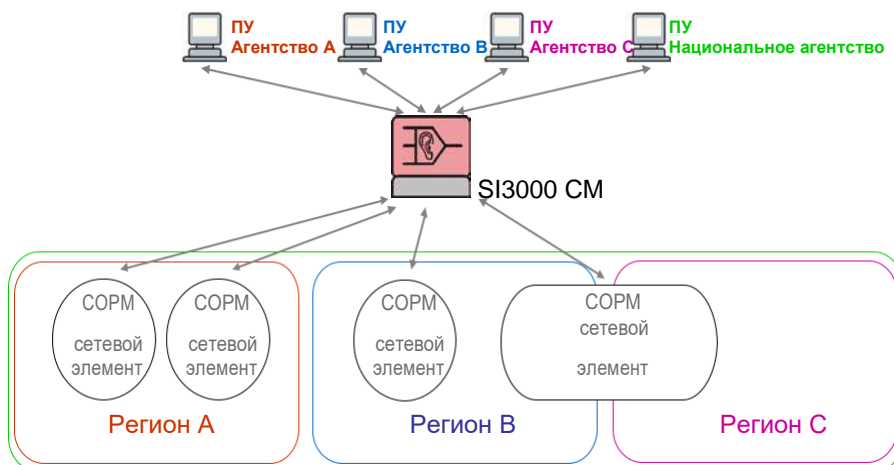 ПУ
Агентство А
ПУ
Агентство В
ПУ
Агентство С
ПУ
Национальное агентство
SI3000 CM
СОРМ
сетевой
элемент
СОРМ
сетевой
элемент
СОРМ
сетевой
элемент
СОРМ
сетевой
элемент
Регион А
Регион В
Регион С